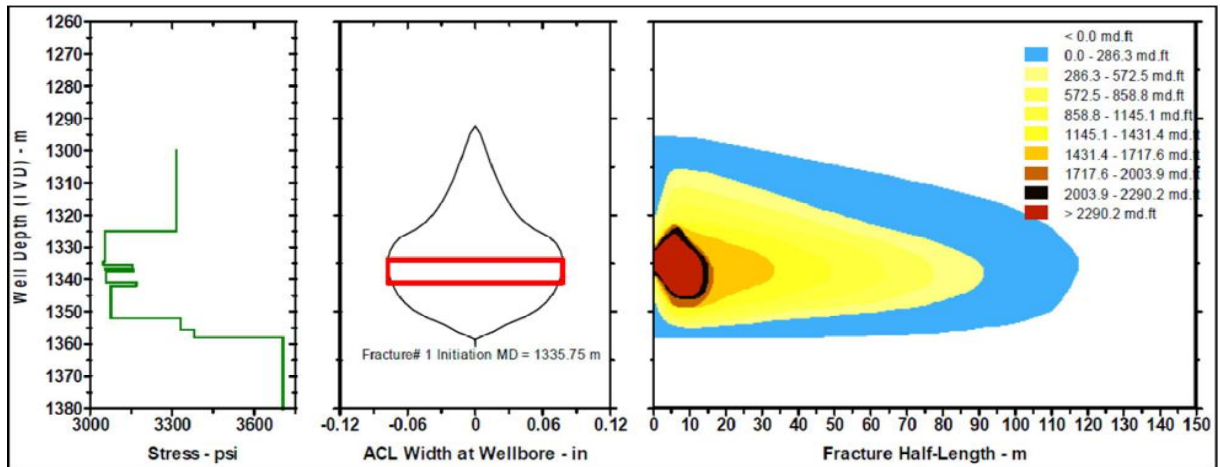 Well Depth (TVD) - m
1260
1270
1280
1290
1300
1310
1320
1330
1340
1350
1360
1370
1380
3000
3300
3600
Stress - psi
Fracture# 1 Initiation MD = 1335.75 m
-0.12
-0.06
0
0.06
0.12
ACL Width at Wellbore - in
< 0.0 md.ft
0.0 - 286.3 md.ft
286.3 - 572.5 md.ft
572.5 - 858.8 md.ft
858.8 - 1145.1 md.ft
1145.1 - 1431.4 md.ft
1431.4 - 1717.6 md.ft
1717.6 - 2003.9 md.ft
2003.9 - 2290.2 md.ft
> 2290.2 md.ft
0 10 20 30 40 50 60 70 80 90 100 110 120 130 140 150
Fracture Half-Length - m